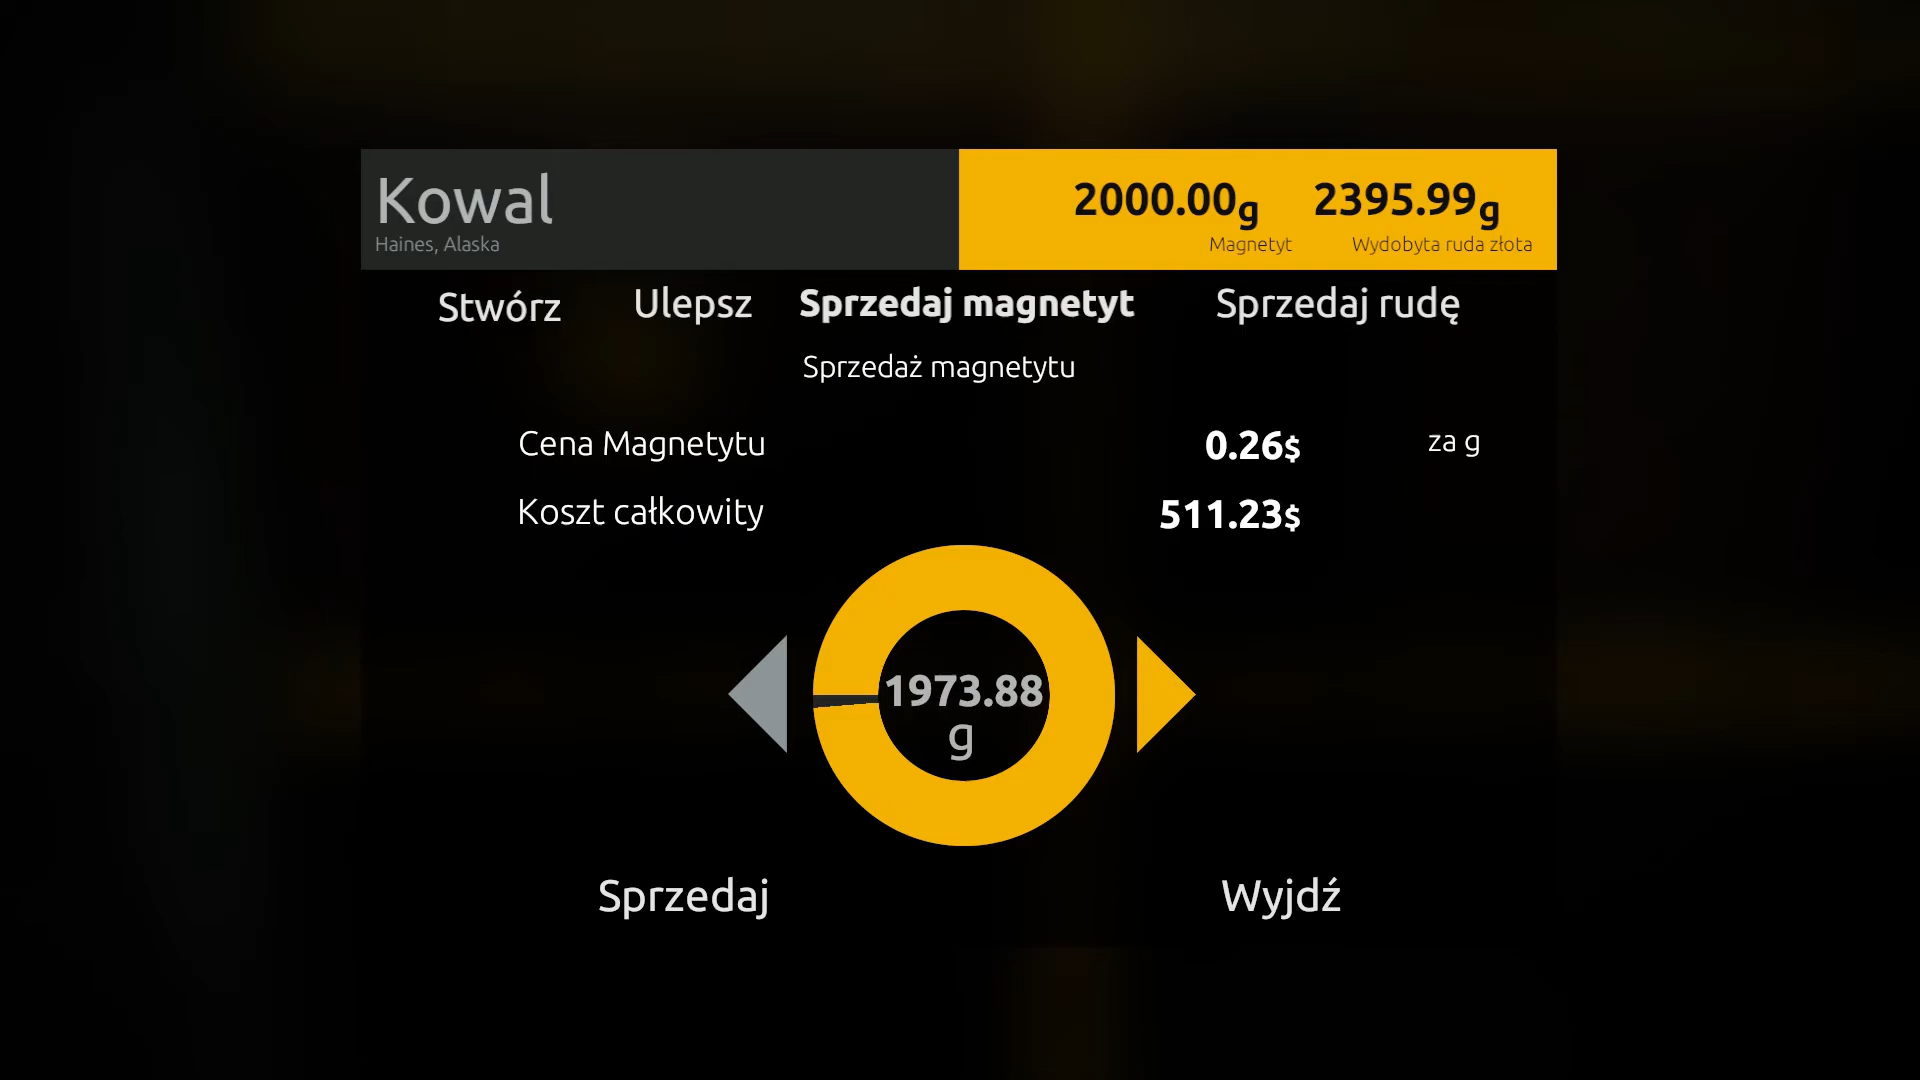 Kowal
Haines, Alaska
2000.00g 2395.99g
Magnetyt Wydobyta ruda złota
Stwórz Ulepsz Sprzedaj magnetyt Sprzedaj rudę
Sprzedaż magnetytu
Cena Magnetytu 0.26$ za g
Koszt całkowity 511.23$
1973.88
g
Sprzedaj Wyjdź